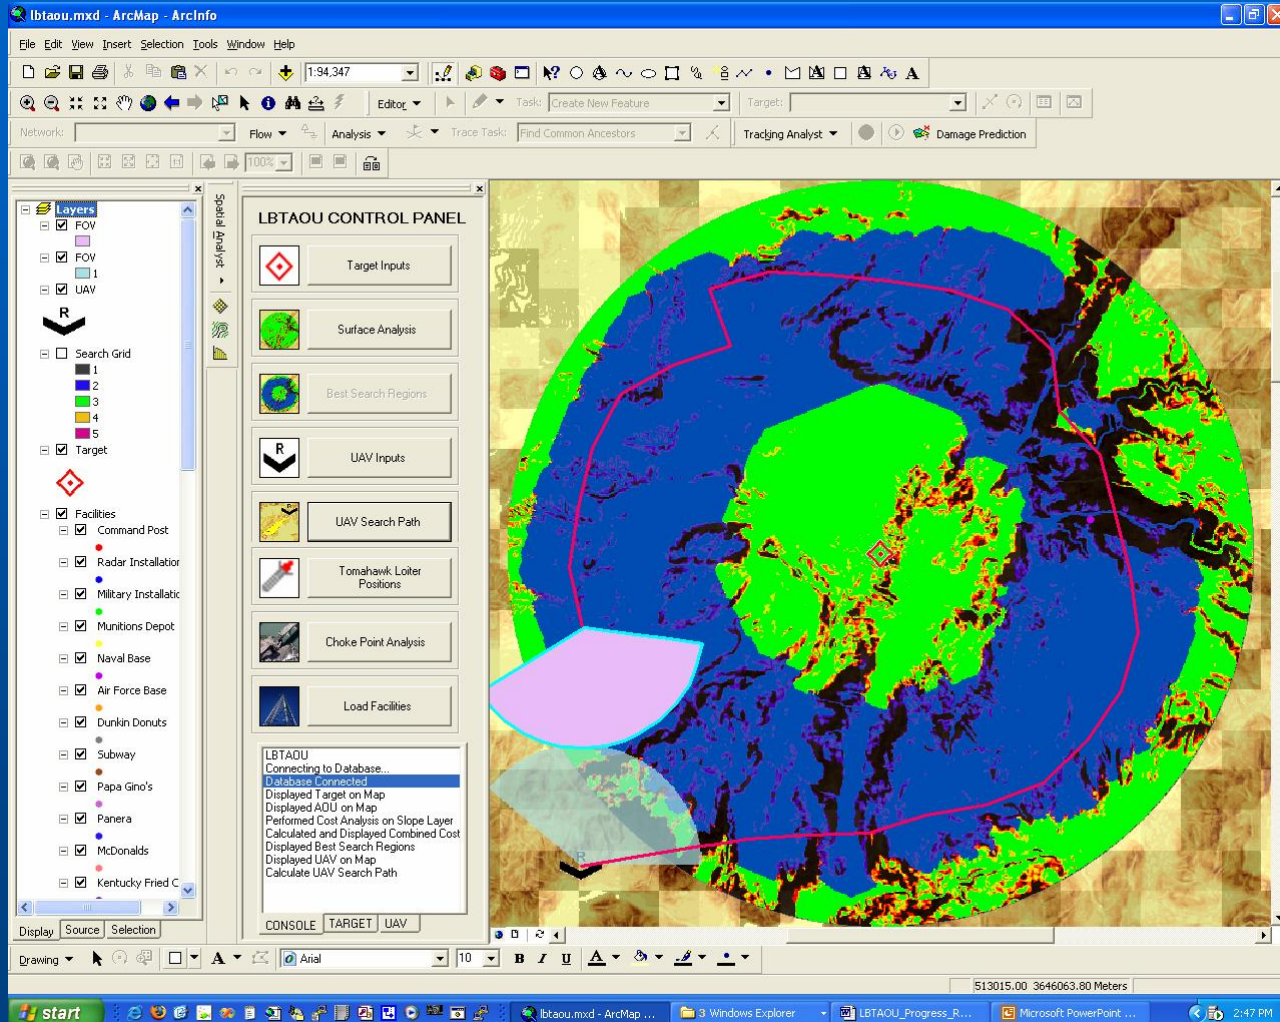 lbtaou.mxd - ArcMap - ArcInfo
File Edit View Insert Selection Tools Window Help
1:94,347
Editor Task: Create New Feature Target:
Network: Flow Analysis Trace Task: Find Common Ancestors Tracking Analyst Damage Prediction
100%
Layers
FOV
FOV
1
UAV
R
Search Grid
1
2
3
4
5
Target
Facilities
Command Post
Radar Installation
Military Installatic
Munitions Depot
Naval Base
Air Force Base
Dunkin Donuts
Subway
Papa Gino's
Panera
McDonalds
Kentucky Fried C
Display Source Selection
Spatial Analyst
LBTAOU CONTROL PANEL
Target Inputs
Surface Analysis
Best Search Regions
R
UAV Inputs
UAV Search Path
Tomahawk Loiter
Positions
Choke Point Analysis
Load Facilities
LBTAOU
Connecting to Database...
Database Connected
Displayed Target on Map
Displayed AOU on Map
Performed Cost Analysis on Slope Layer
Calculated and Displayed Combined Cost
Displayed Best Search Regions
Displayed UAV on Map
Calculate UAV Search Path
CONSOLE TARGET UAV
R
Drawing A Arial 10 B I U A
513015.00 3646063.80 Meters
start lbtaou.mxd - ArcMap ... 3 Windows Explorer LBTAOU_Progress_R... Microsoft PowerPoint ... 2:47 PM